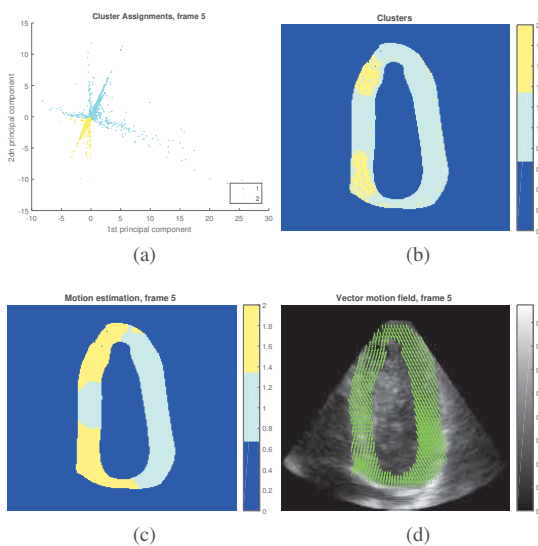 Cluster Assignments, frame 5
15
10
5
0
-5
-10
-15
2dn principal component
-10 -5 0 5 10 15 20 25 30
1st principal component
1
2
(a)
Clusters
(b)
Motion estimation, frame 5
2
1.8
1.6
1.4
1.2
1
0.8
0.6
0.4
0.2
0
(c)
Vector motion field, frame 5
(d)